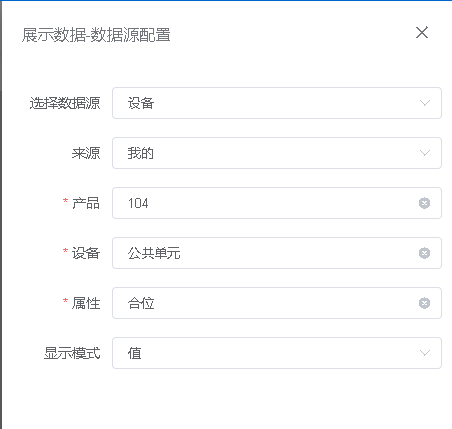 展示数据-数据源配置
选择数据源 设备
来源 我的
* 产品 104
* 设备 公共单元
* 属性 合位
显示模式 值